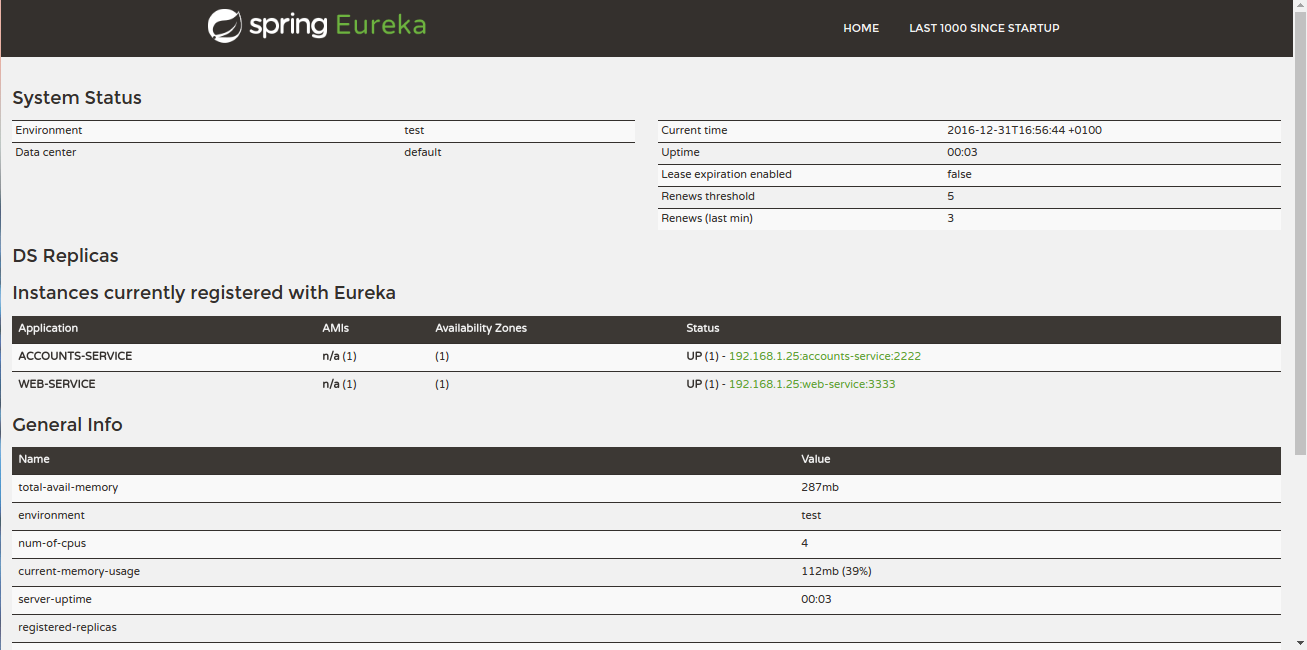 spring Eureka HOME LAST 1000 SINCE STARTUP
System Status
Environment test
Data center default
Current time 2016-12-31T16:56:44 +0100
Uptime 00:03
Lease expiration enabled false
Renews threshold 5
Renews (last min) 3
DS Replicas
Instances currently registered with Eureka
Application AMIs Availability Zones Status
ACCOUNTS-SERVICE n/a (1) (1) UP (1) - 192.168.1.25:accounts-service:2222
WEB-SERVICE n/a (1) (1) UP (1) - 192.168.1.25:web-service:3333
General Info
Name Value
total-avail-memory 287mb
environment test
num-of-cpus 4
current-memory-usage 112mb (39%)
server-uptime 00:03
registered-replicas